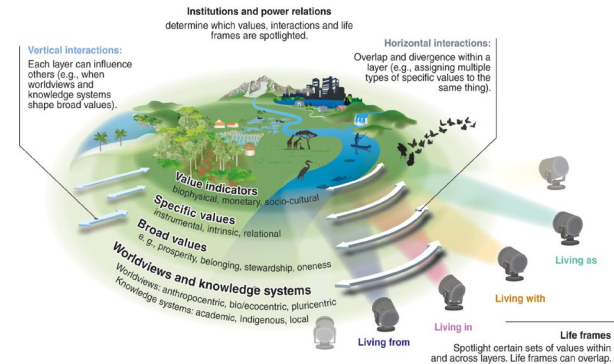 Institutions and power relations
determine which values, interactions and life
frames are spotlighted.
Vertical interactions:
Each layer can influence
others (e.g., when
worldviews and
knowledge systems
shape broad values).
Horizontal interactions:
Overlap and divergence within a
layer (e.g., assigning multiple
types of specific values to the
same thing).
Value indicators
biophysical, monetary, socio-cultural
Specific values
instrumental, intrinsic, relational
Broad values
e.g., prosperity, belonging, stewardship, oneness
Worldviews and knowledge systems
Worldviews: anthropocentric, bio/ecocentric, pluricentric
Knowledge systems: academic, Indigenous, local
Living from
Living in
Living with
Living as
Life frames
Spotlight certain sets of values within
and across layers. Life frames can overlap.